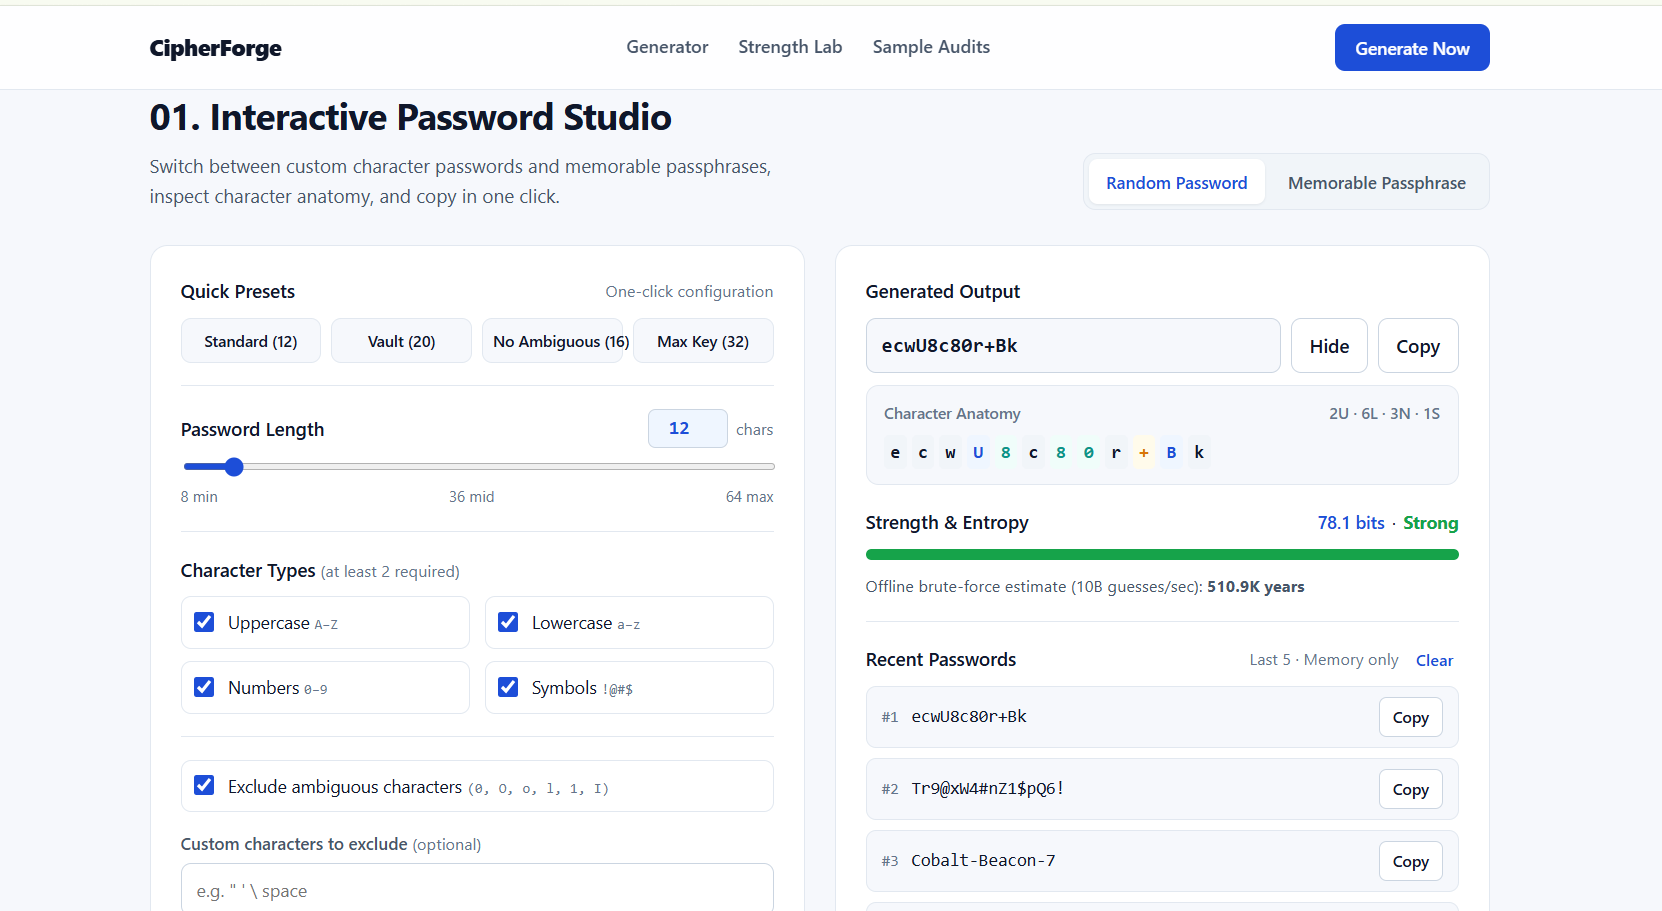 CipherForge
Generator
Strength Lab
Sample Audits
Generate Now
01. Interactive Password Studio
Switch between custom character passwords and memorable passphrases,
inspect character anatomy, and copy in one click.
Random Password
Memorable Passphrase
Quick Presets
One-click configuration
Standard (12)
Vault (20)
No Ambiguous (16)
Max Key (32)
Password Length
12
chars
8 min
36 mid
64 max
Character Types (at least 2 required)
Uppercase A–Z
Lowercase a–z
Numbers 0–9
Symbols !@#$
Exclude ambiguous characters (0, O, o, l, 1, I)
Custom characters to exclude (optional)
e.g. " ' \ space
Generated Output
ecwU8c80r+Bk
Hide
Copy
Character Anatomy
2U · 6L · 3N · 1S
e c w U 8 c 8 0 r + B k
Strength & Entropy
78.1 bits · Strong
Offline brute-force estimate (10B guesses/sec): 510.9K years
Recent Passwords
Last 5 · Memory only
Clear
#1 ecwU8c80r+Bk
Copy
#2 Tr9@xW4#nZ1$pQ6!
Copy
#3 Cobalt-Beacon-7
Copy